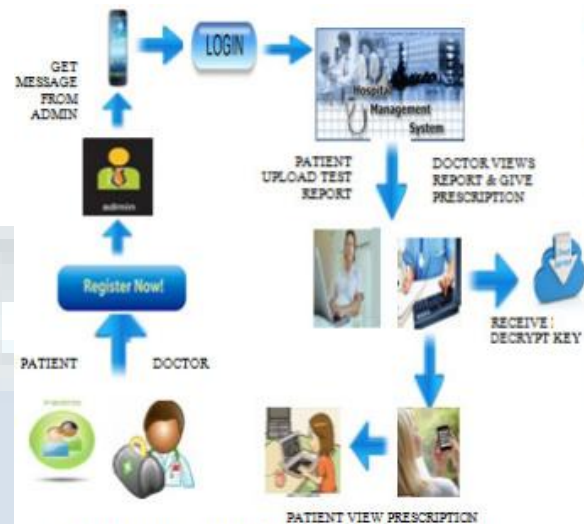 GET
MESSAGE
FROM
ADMIN
LOGIN
Hospital
Management
System
PATIENT
UPLOAD TEST
REPORT
DOCTOR VIEWS
REPORT & GIVE
PRESCRIPTION
admin
Register Now!
RECEIVE
DECRYPT KEY
PATIENT
DOCTOR
PATIENT VIEW PRESCRIPTION